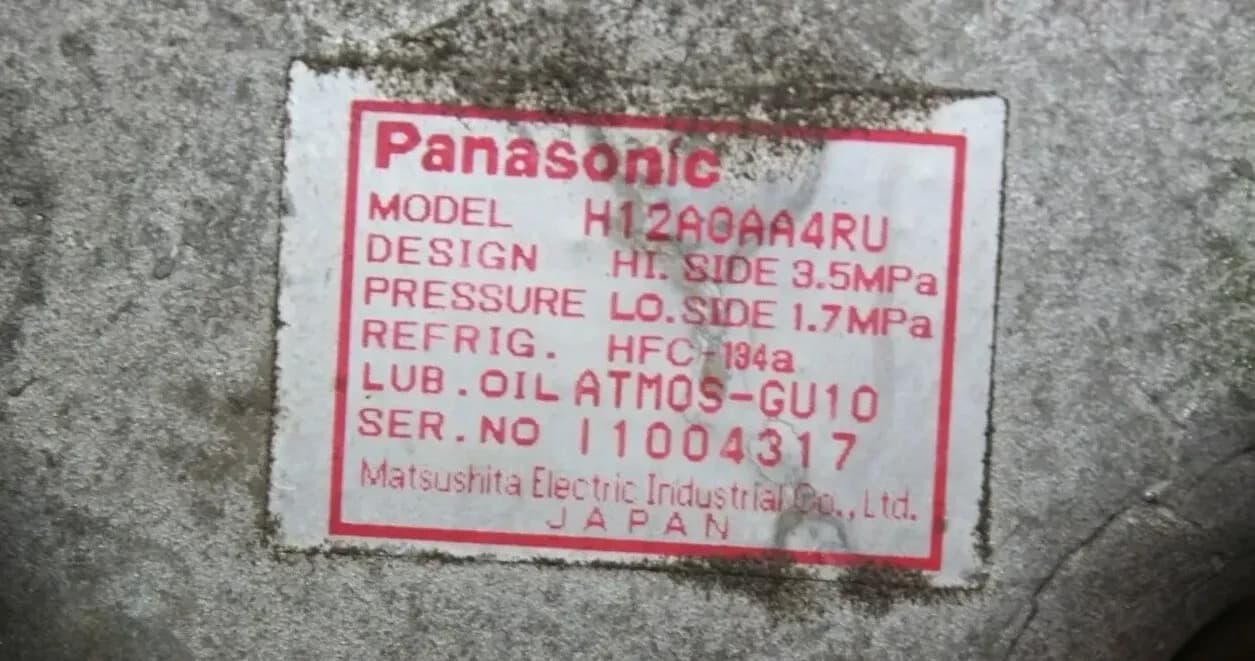 Panasonic
MODEL H12A0AA4RU
DESIGN HI. SIDE 3.5MPa
PRESSURE LO.SIDE 1.7MPa
REFRIG. HFC-134a
LUB.OIL ATMOS-GU10
SER.NO I1004317
Matsushita Electric Industrial Co., Ltd.
JAPAN